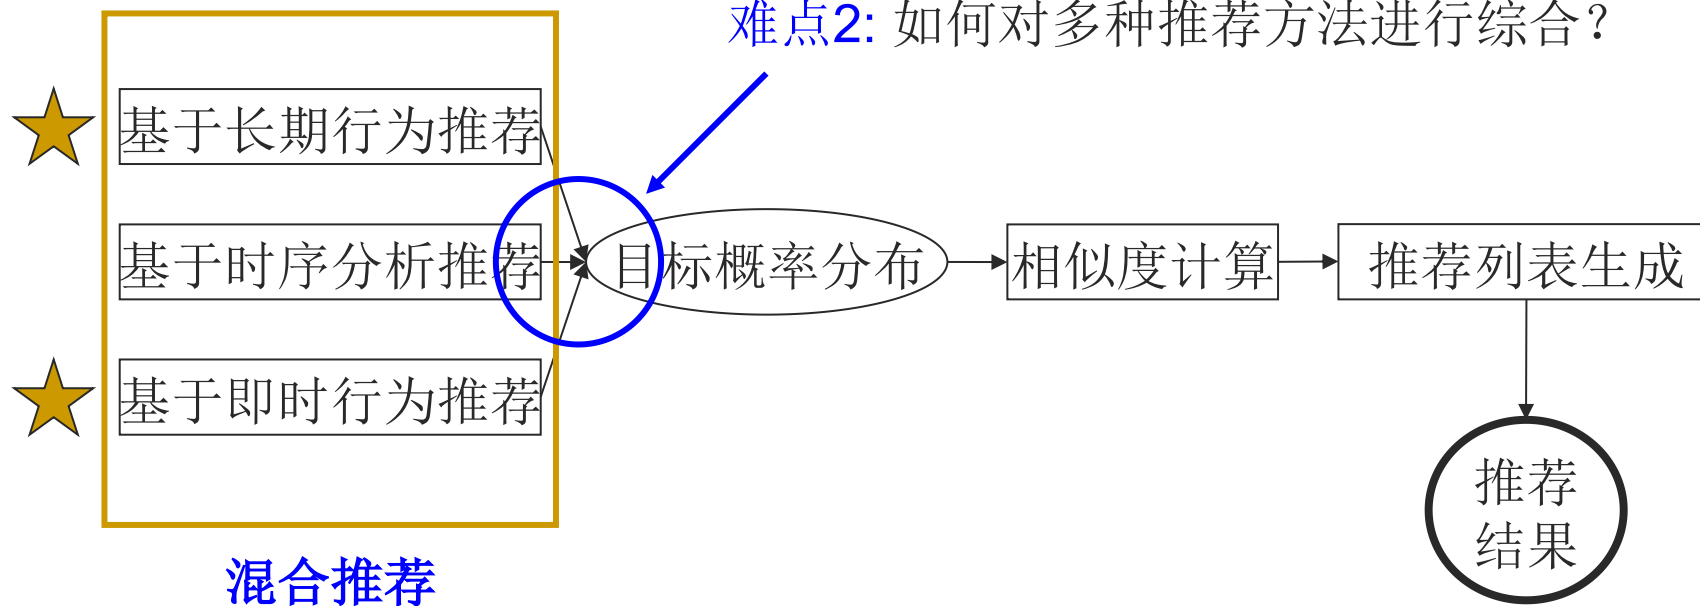 难点2: 如何对多种推荐方法进行综合？
基于长期行为推荐
基于时序分析推荐
目标概率分布
相似度计算
推荐列表生成
基于即时行为推荐
推荐
结果
混合推荐